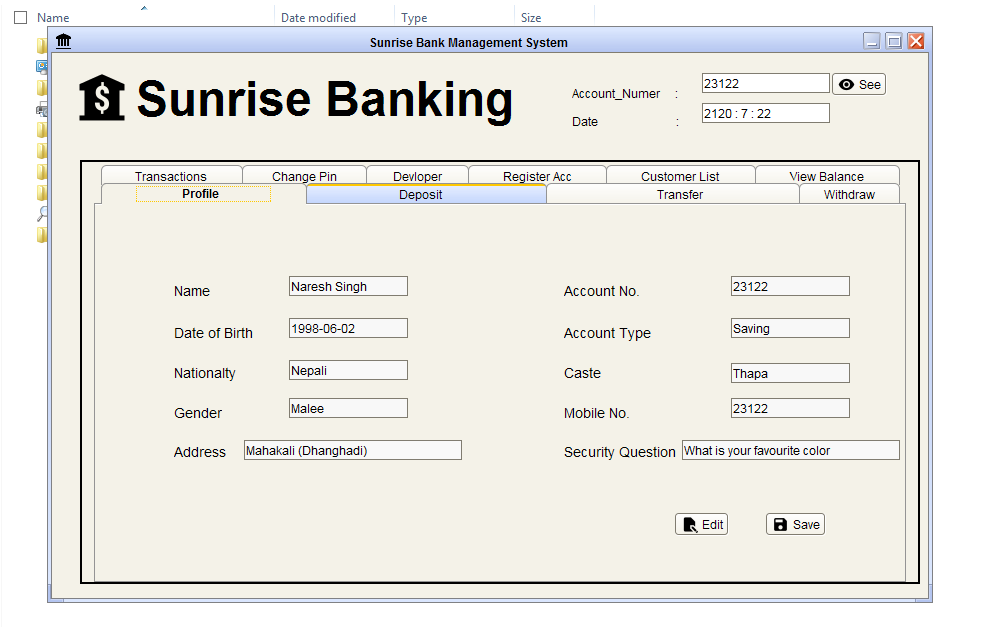 Name Date modified Type Size
Sunrise Bank Management System
Sunrise Banking
Account_Numer : 23122 See
Date : 2120 : 7 : 22
Transactions Change Pin Devloper Register Acc Customer List View Balance
Profile Deposit Transfer Withdraw
Name Naresh Singh Account No. 23122
Date of Birth 1998-06-02 Account Type Saving
Nationalty Nepali Caste Thapa
Gender Malee Mobile No. 23122
Address Mahakali (Dhanghadi) Security Question What is your favourite color
Edit Save